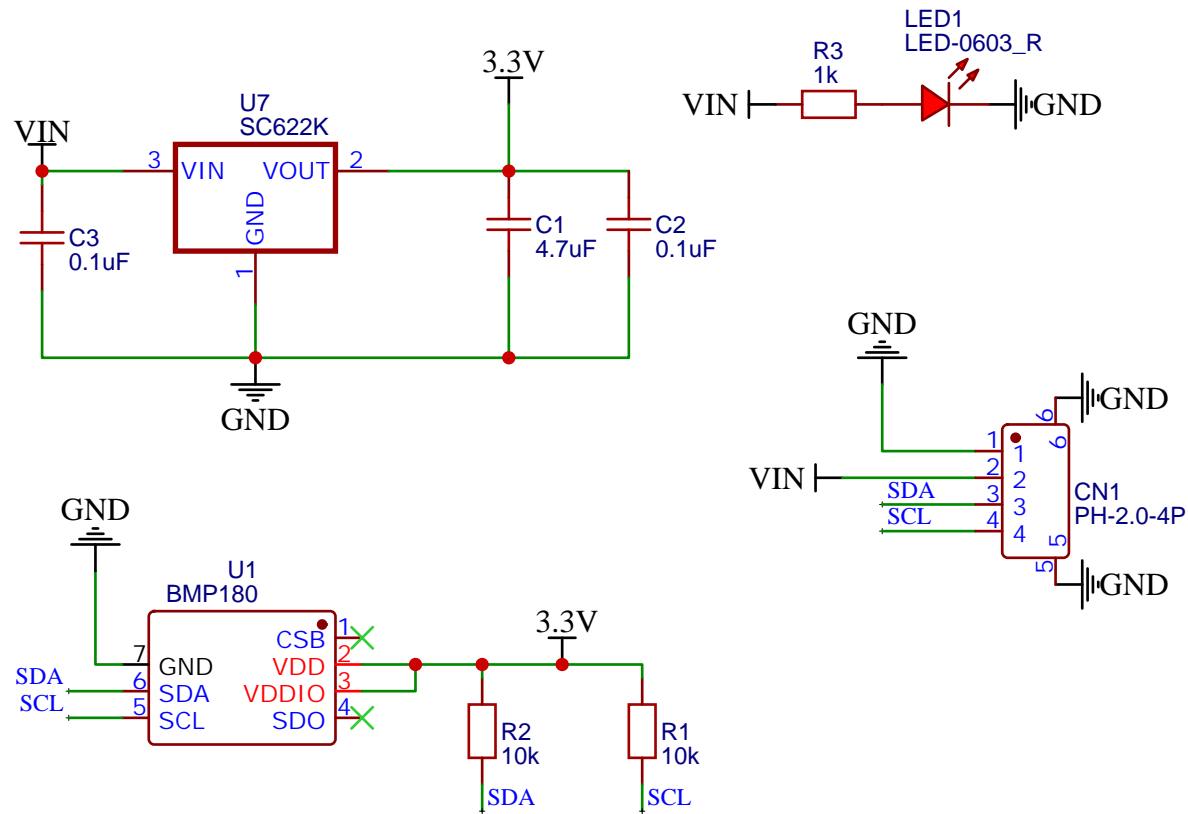 VIN
U7
SC622K
3
VIN
VOUT
2
GND
1
3.3V
C3
0.1uF
C1
4.7uF
C2
0.1uF
GND
LED1
LED-0603_R
R3
1k
VIN
GND
GND
VIN
SDA
SCL
1
2
3
4
1
2
3
4
6
6
5
5
GND
GND
CN1
PH-2.0-4P
GND
U1
BMP180
SDA
SCL
7
6
5
GND
SDA
SCL
CSB
VDD
VDDIO
SDO
1
2
3
4
3.3V
R2
10k
R1
10k
SDA
SCL